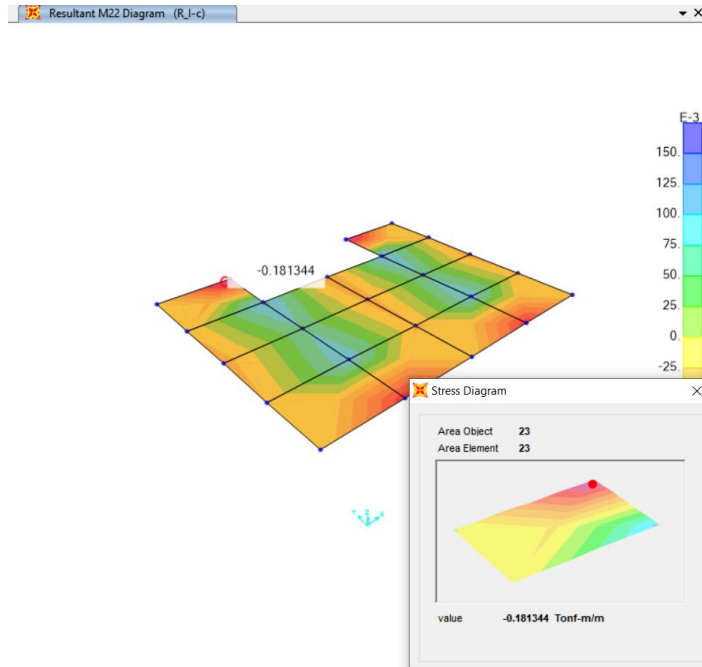 Resultant M22 Diagram (R_I-c)
E-3
150.
125.
100.
75.
50.
25.
0.
-25.
-0.181344
Stress Diagram
Area Object 23
Area Element 23
value -0.181344 Tonf-m/m